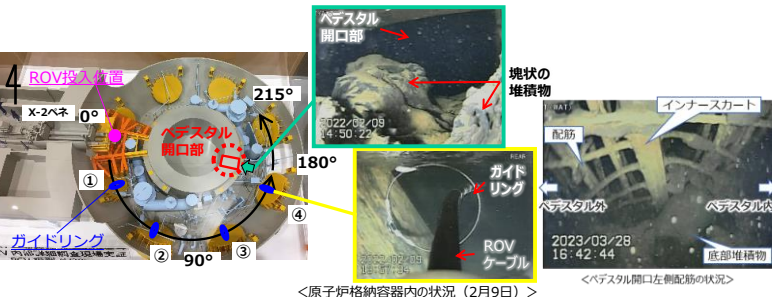 ROV投入位置
X-2ペネ
0°
215°
ペデスタル
開口部
180°
①
②
③
④
90°
ガイドリング
ペデスタル
開口部
塊状の
堆積物
2022/02/09
14:50:22
REAR
ガイド
リング
ROV
ケーブル
<原子炉格納容器内の状況（2月9日）>
インナースカート
配筋
ペデスタル外
ペデスタル内
2023/03/28
16:42:44
底部堆積物
<ペデスタル開口左側配筋の状況>